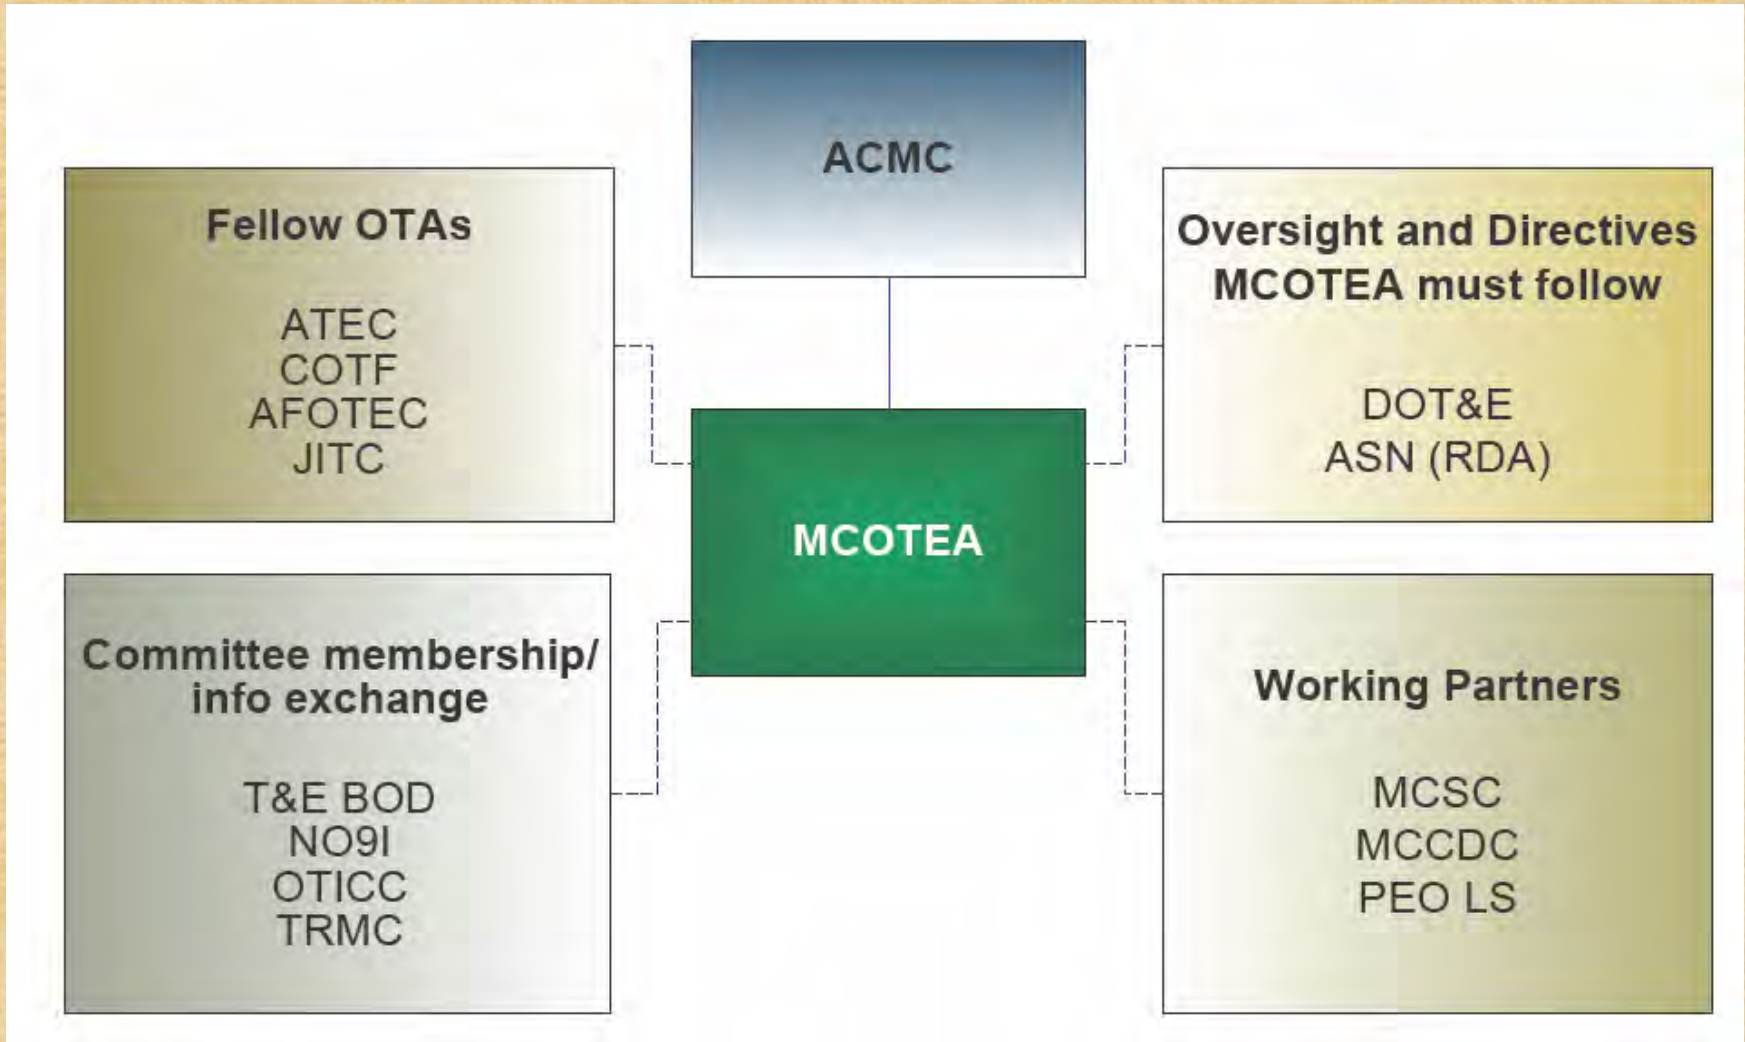 ACMC
Fellow OTAs
ATEC
COTF
AFOTEC
JITC
Oversight and Directives
MCOTEA must follow
DOT&E
ASN (RDA)
MCOTEA
Committee membership/
info exchange
T&E BOD
NO9I
OTICC
TRMC
Working Partners
MCSC
MCCDC
PEO LS